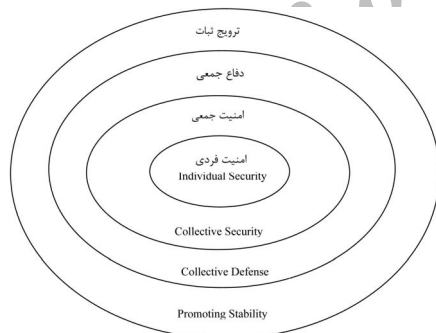 ترویج ثبات
دفاع جمعی
امنیت جمعی
امنیت فردی
Individual Security
Collective Security
Collective Defense
Promoting Stability